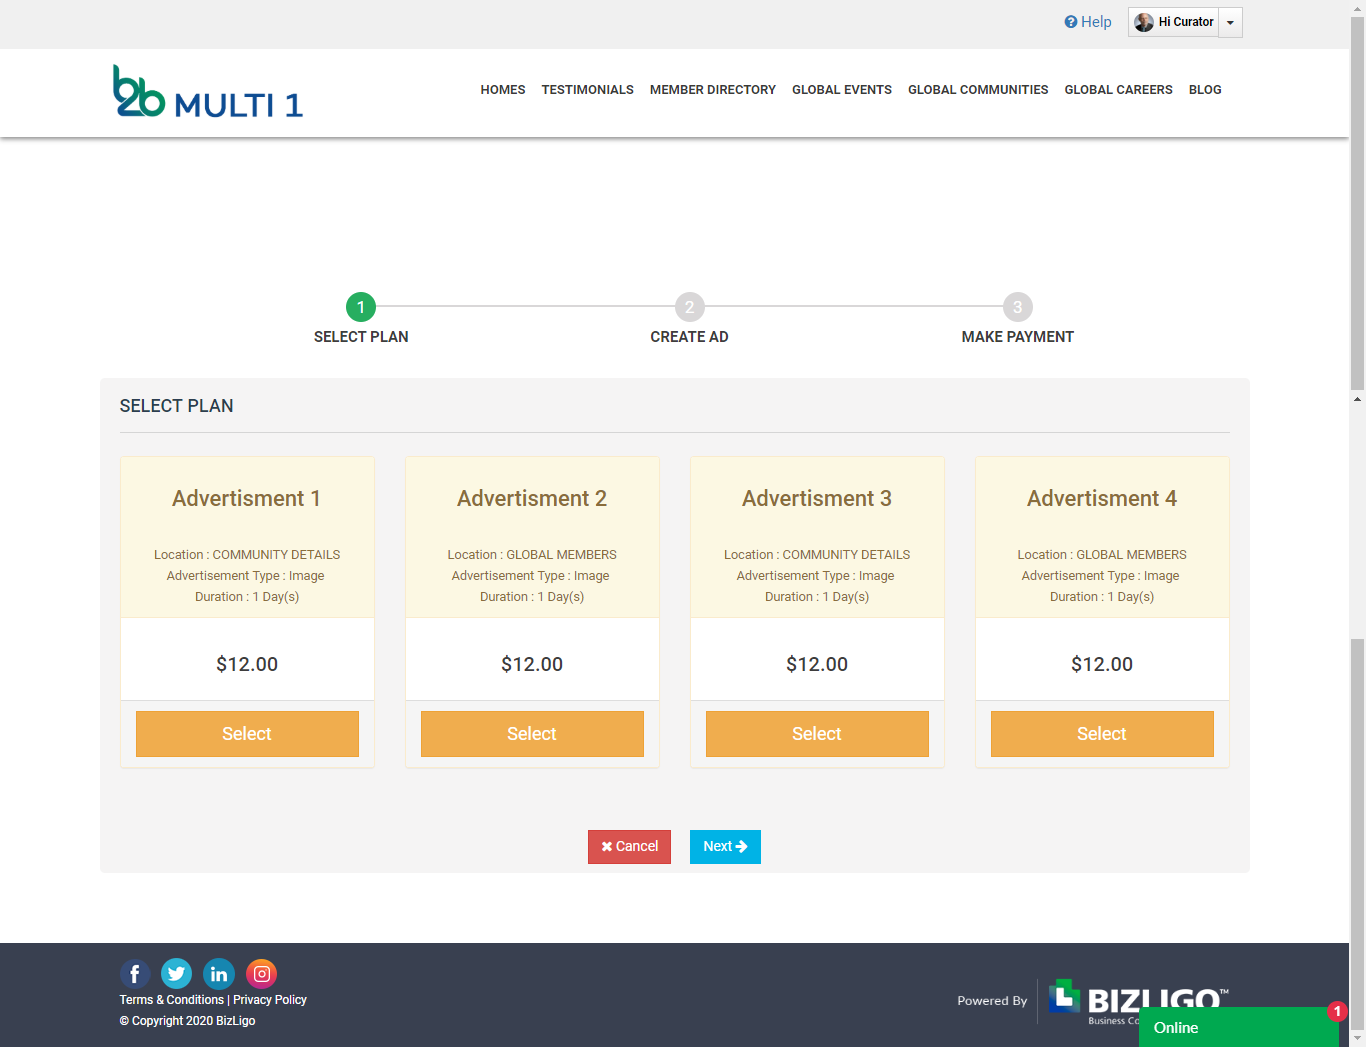 Help
Hi Curator
b2b MULTI 1
HOMES TESTIMONIALS MEMBER DIRECTORY GLOBAL EVENTS GLOBAL COMMUNITIES GLOBAL CAREERS BLOG
1 2 3
SELECT PLAN CREATE AD MAKE PAYMENT
SELECT PLAN
Advertisment 1
Location : COMMUNITY DETAILS
Advertisement Type : Image
Duration : 1 Day(s)
$12.00
Select
Advertisment 2
Location : GLOBAL MEMBERS
Advertisement Type : Image
Duration : 1 Day(s)
$12.00
Select
Advertisment 3
Location : COMMUNITY DETAILS
Advertisement Type : Image
Duration : 1 Day(s)
$12.00
Select
Advertisment 4
Location : GLOBAL MEMBERS
Advertisement Type : Image
Duration : 1 Day(s)
$12.00
Select
Cancel
Next
Terms & Conditions | Privacy Policy
© Copyright 2020 BizLigo
Powered By
BIZLIGO™
Business
Online
1